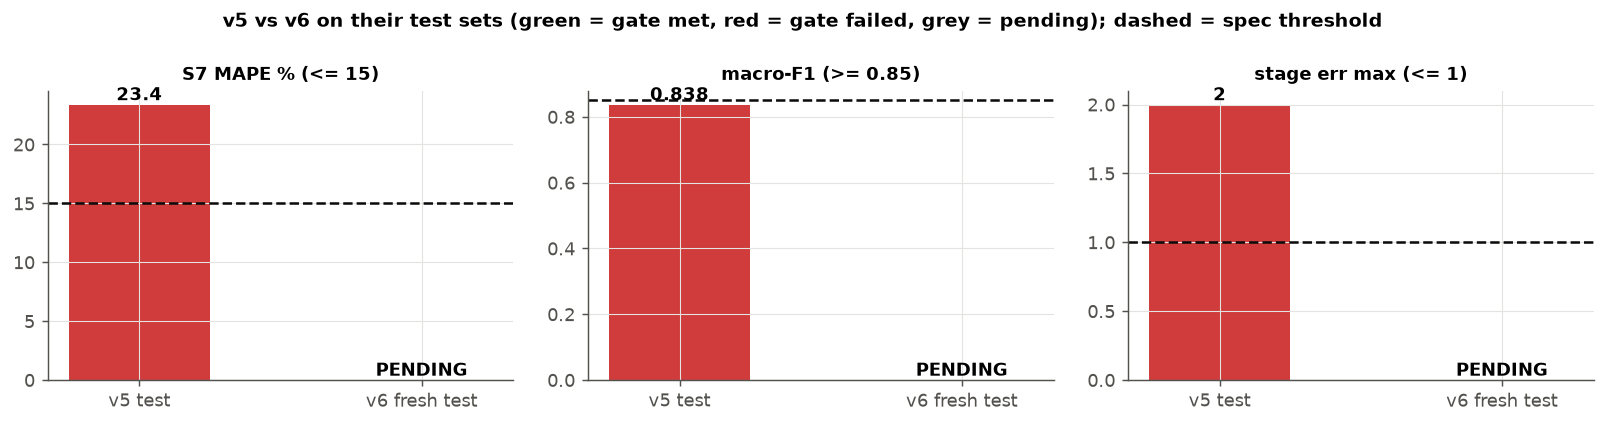 v5 vs v6 on their test sets (green = gate met, red = gate failed, grey = pending); dashed = spec threshold
S7 MAPE % (<= 15)
23.4
20
15
10
5
0
PENDING
v5 test
v6 fresh test
macro-F1 (>= 0.85)
0.838
0.8
0.6
0.4
0.2
0.0
PENDING
v5 test
v6 fresh test
stage err max (<= 1)
2
2.0
1.5
1.0
0.5
0.0
PENDING
v5 test
v6 fresh test